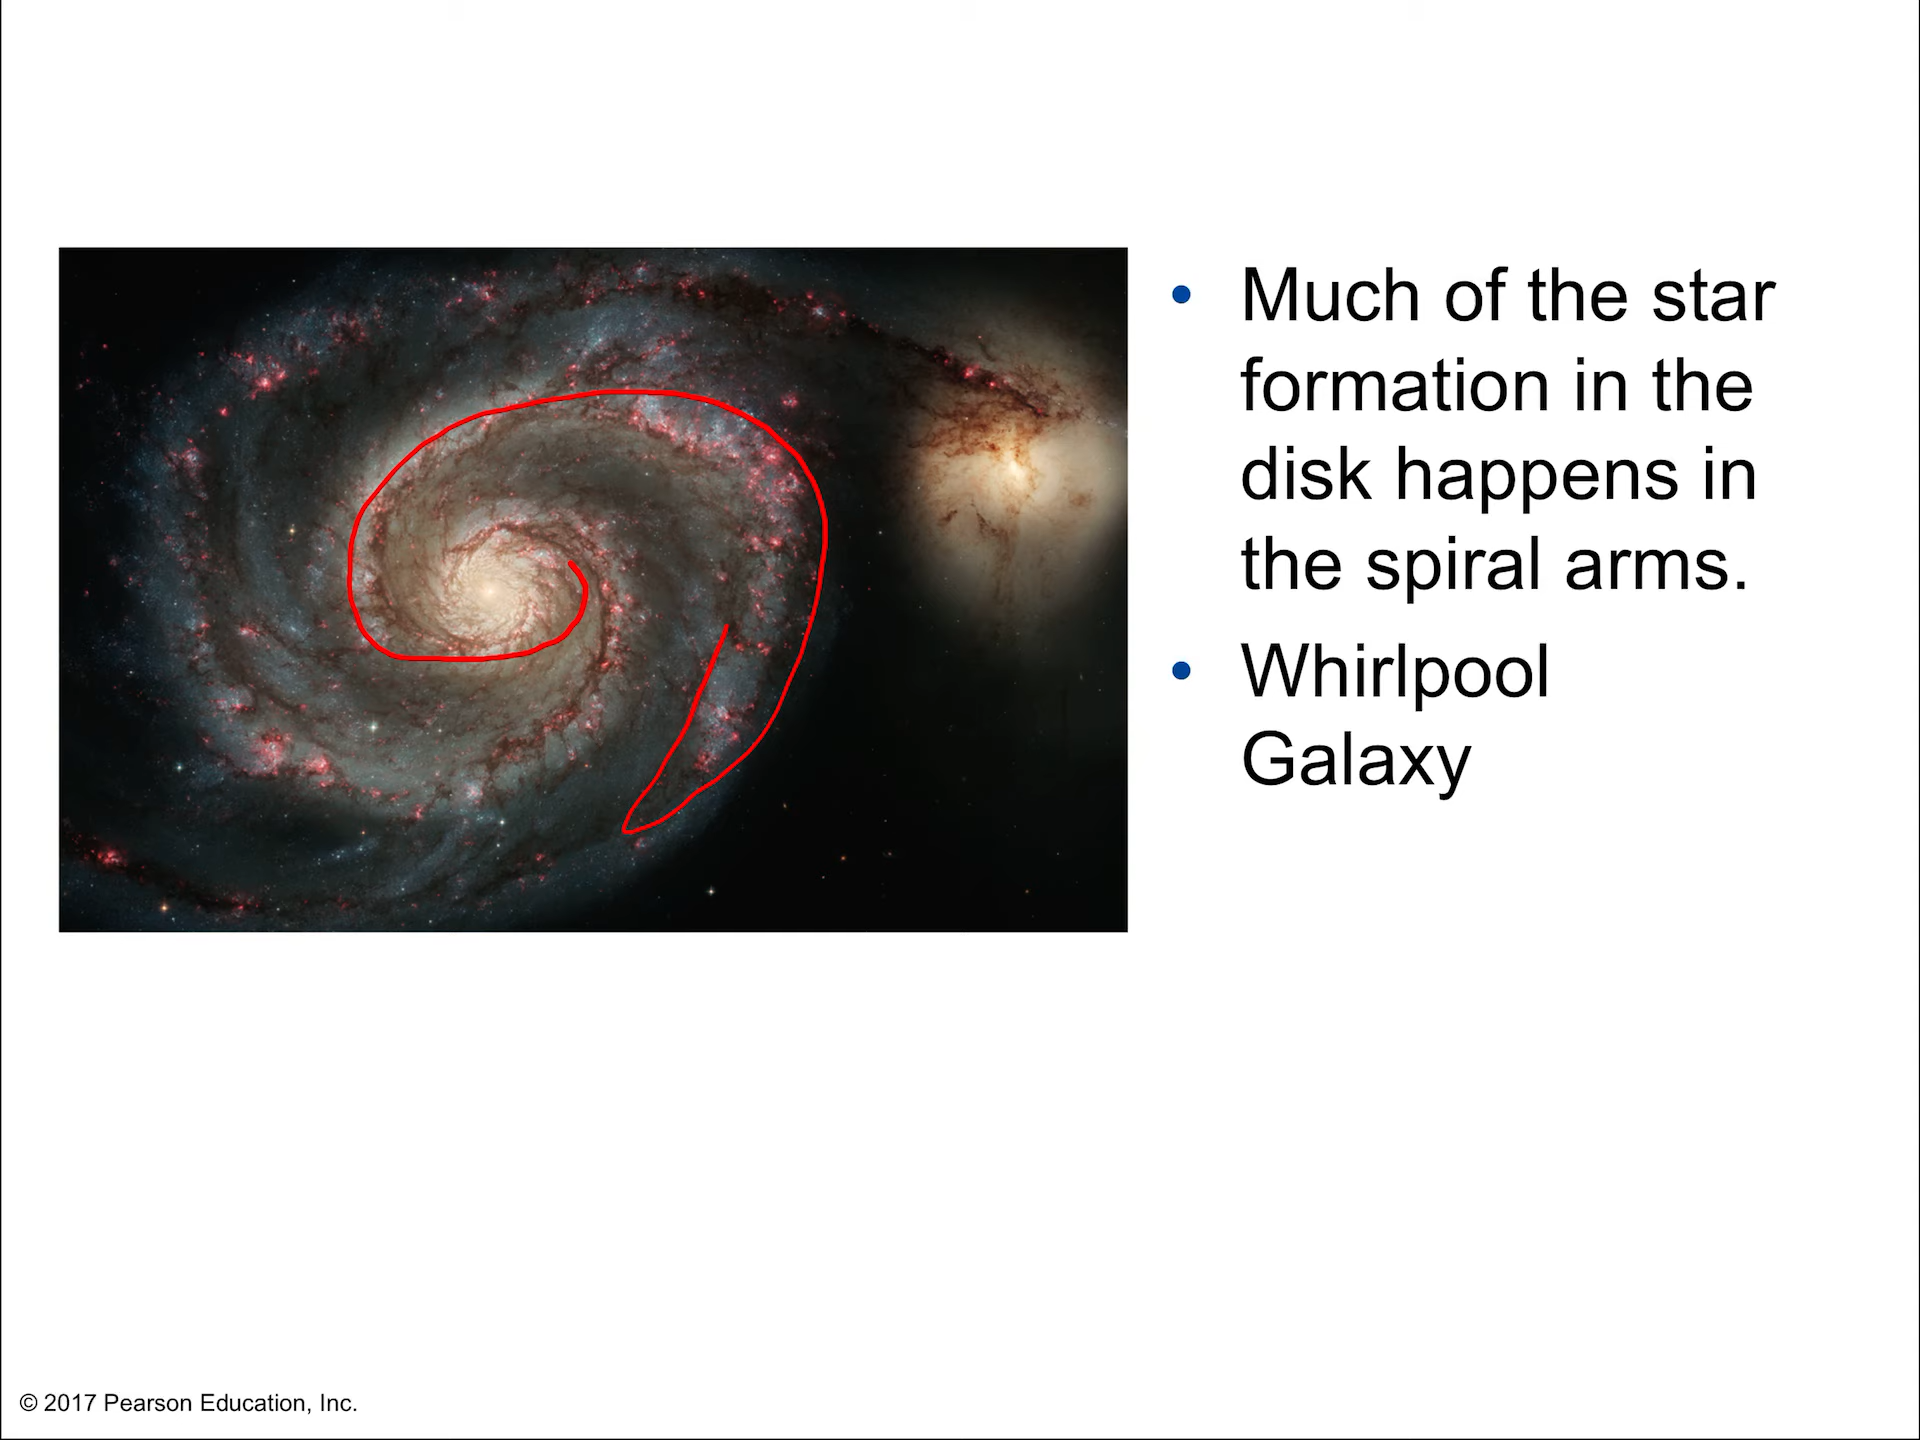 • Much of the star
formation in the
disk happens in
the spiral arms.
• Whirlpool
Galaxy
© 2017 Pearson Education, Inc.